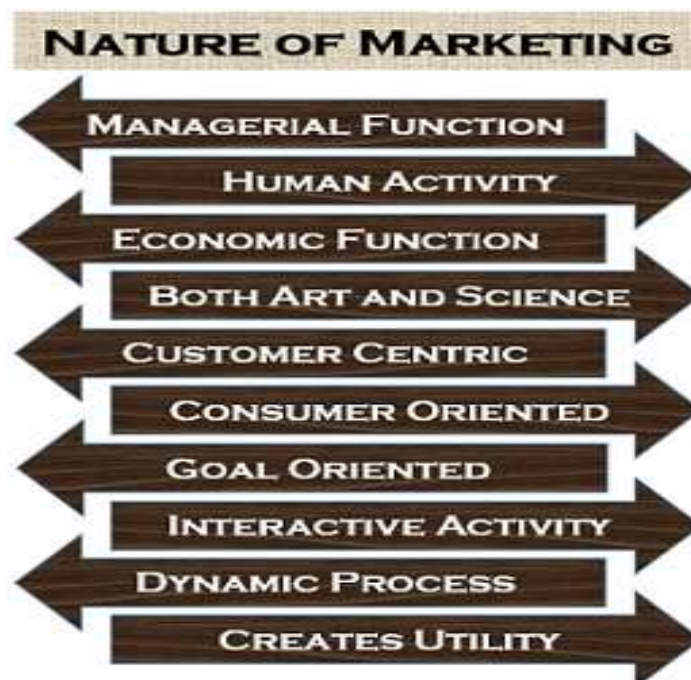 NATURE OF MARKETING
MANAGERIAL FUNCTION
HUMAN ACTIVITY
ECONOMIC FUNCTION
BOTH ART AND SCIENCE
CUSTOMER CENTRIC
CONSUMER ORIENTED
GOAL ORIENTED
INTERACTIVE ACTIVITY
DYNAMIC PROCESS
CREATES UTILITY